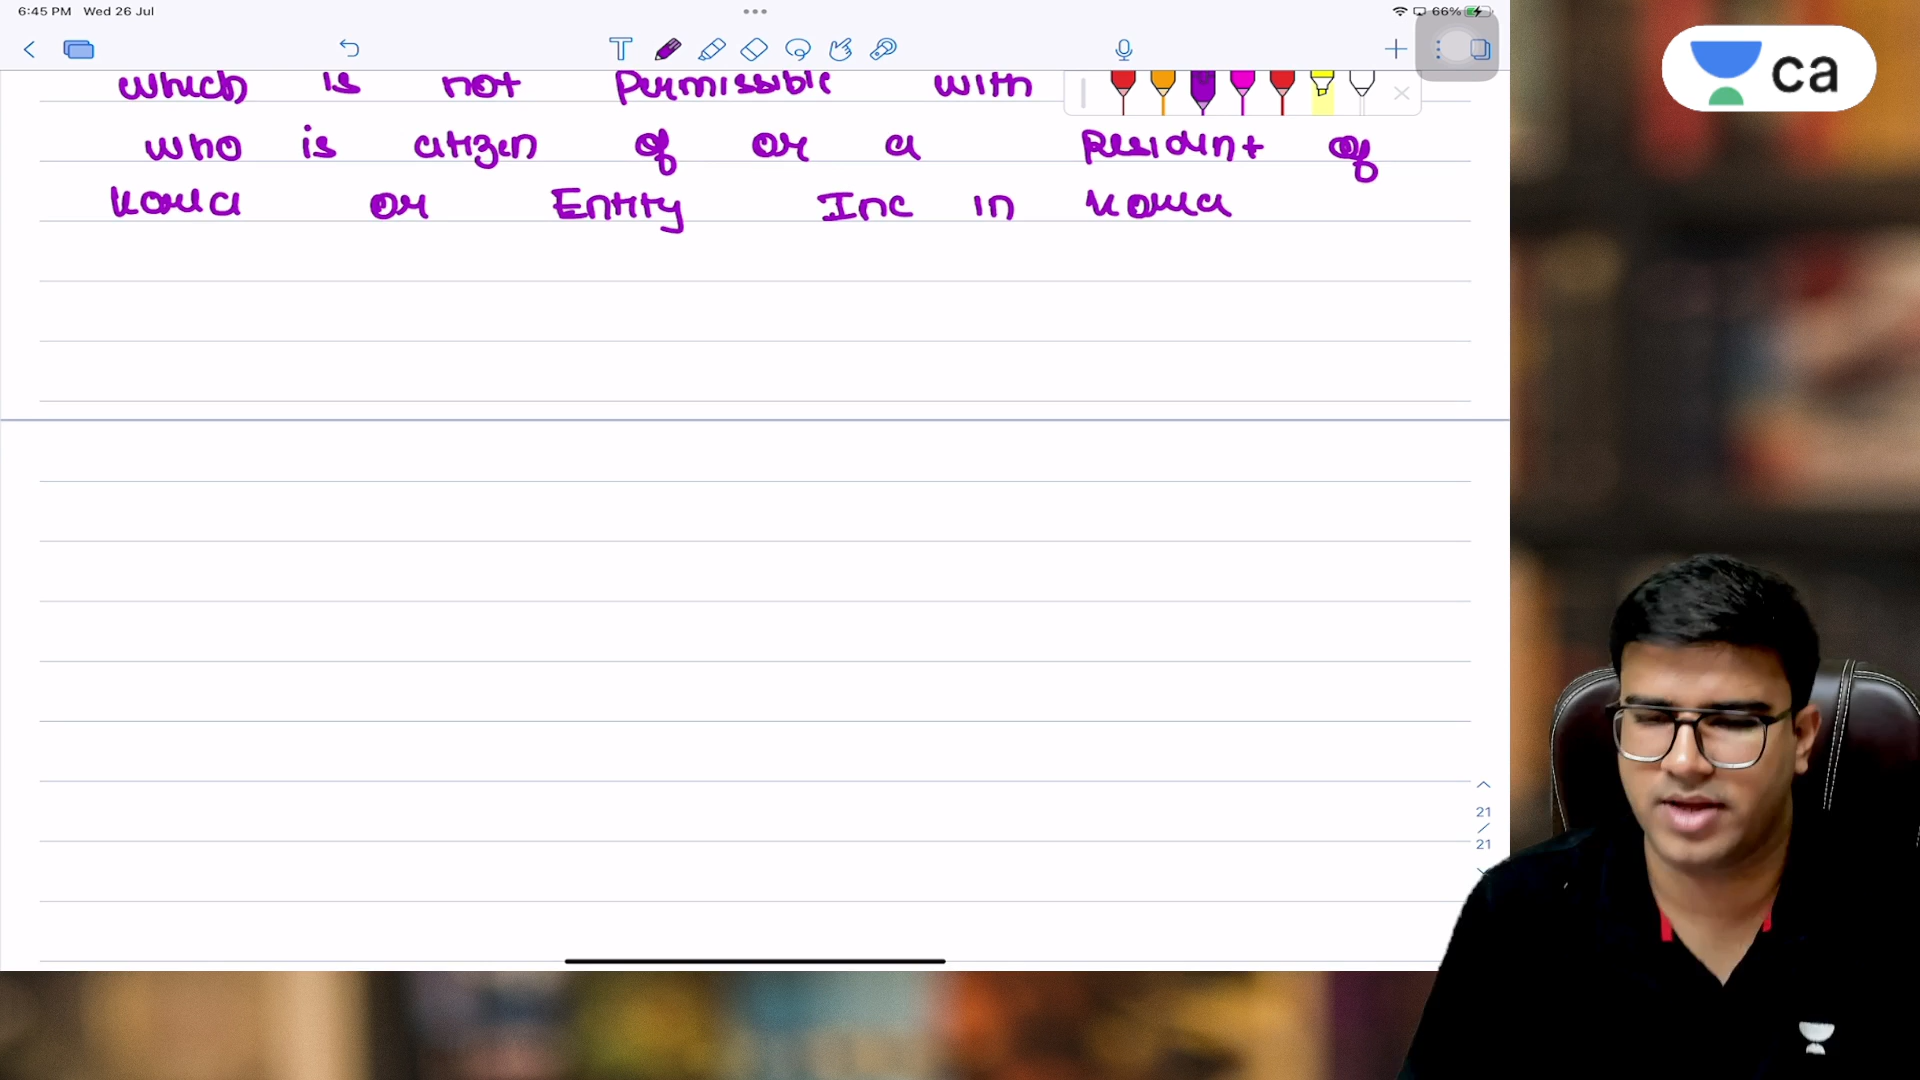 6:45 PM Wed 26 Jul
66%
ca
which is not Permissible with
who is citizen of or a Resident of
Korea or Entity Inc in Korea
21
/
21